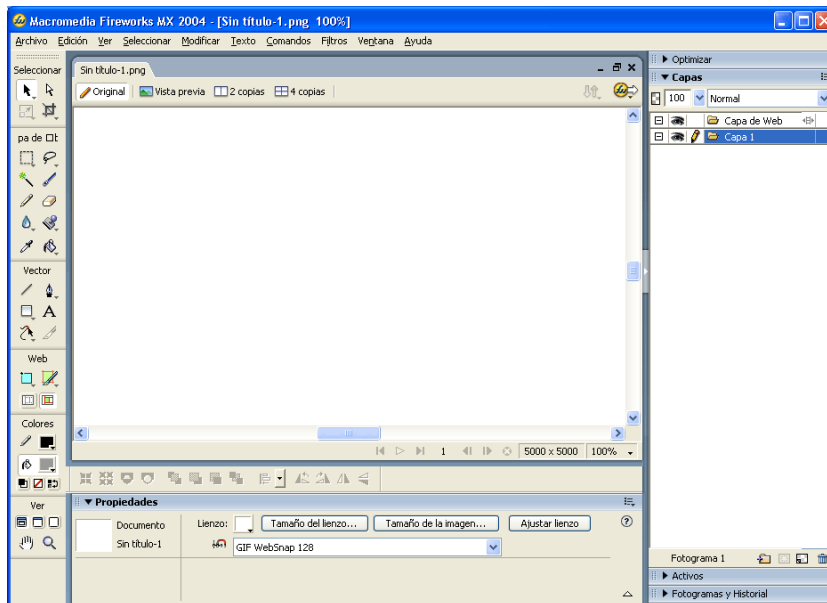 Macromedia Fireworks MX 2004 - [Sin título-1.png 100%]
Archivo Edición Ver Seleccionar Modificar Texto Comandos Filtros Ventana Ayuda
Seleccionar
pa de
Vector
Web
Colores
Ver
Sin título-1.png
Original Vista previa 2 copias 4 copias
1 5000 x 5000 100%
Propiedades
Documento Lienzo: Tamaño del lienzo... Tamaño de la imagen... Ajustar lienzo
Sin título-1 GIF WebSnap 128
Optimizar
Capas
100 Normal
Capa de Web
Capa 1
Fotograma 1
Activos
Fotogramas y Historial